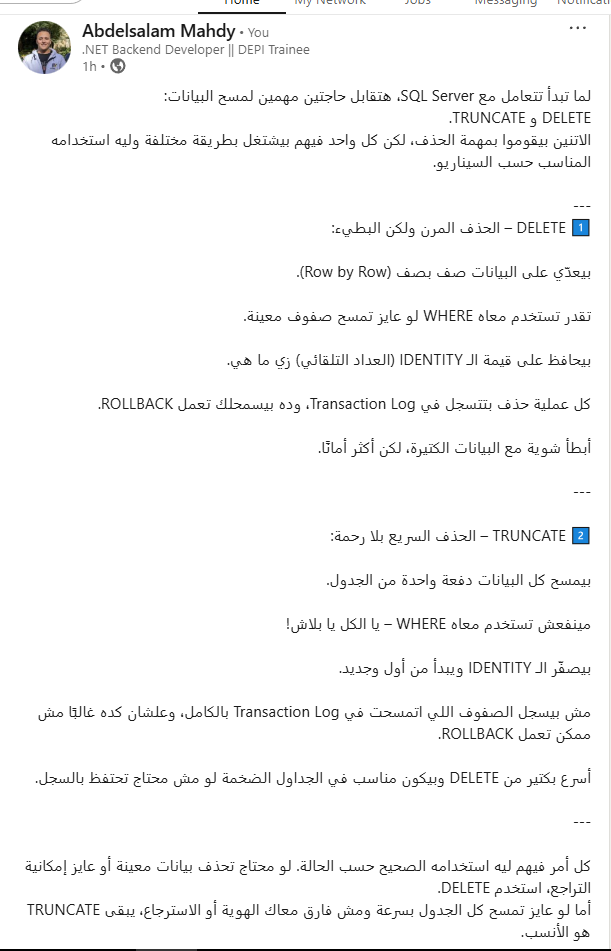 Home My Network Jobs Messaging Notificat
Abdelsalam Mahdy • You
.NET Backend Developer || DEPI Trainee
1h •
لما تبدأ تتعامل مع SQL Server، هتقابل حاجتين مهمين لمسح البيانات:
DELETE و TRUNCATE.
الاتنين بيقوموا بمهمة الحذف، لكن كل واحد فيهم بيشتغل بطريقة مختلفة وليه استخدامه
المناسب حسب السيناريو.
---
1️⃣ DELETE – الحذف المرن ولكن البطيء:
بيعدّي على البيانات صف بصف (Row by Row).
تقدر تستخدم معاه WHERE لو عايز تمسح صفوف معينة.
بيحافظ على قيمة الـ IDENTITY (العداد التلقائي) زي ما هي.
كل عملية حذف بتتسجل في Transaction Log، وده بيسمحلك تعمل ROLLBACK.
أبطأ شوية مع البيانات الكتيرة، لكن أكثر أمانًا.
---
2️⃣ TRUNCATE – الحذف السريع بلا رحمة:
بيمسح كل البيانات دفعة واحدة من الجدول.
مينفعش تستخدم معاه WHERE – يا الكل يا بلاش!
بيصفّر الـ IDENTITY ويبدأ من أول وجديد.
مش بيسجل الصفوف اللي اتمسحت في Transaction Log بالكامل، وعلشان كده غالبًا مش
ممكن تعمل ROLLBACK.
أسرع بكتير من DELETE وبيكون مناسب في الجداول الضخمة لو مش محتاج تحتفظ بالسجل.
---
كل أمر فيهم ليه استخدامه الصحيح حسب الحالة. لو محتاج تحذف بيانات معينة أو عايز إمكانية
التراجع، استخدم DELETE.
أما لو عايز تمسح كل الجدول بسرعة ومش فارق معاك الهوية أو الاسترجاع، يبقى TRUNCATE
هو الأنسب.